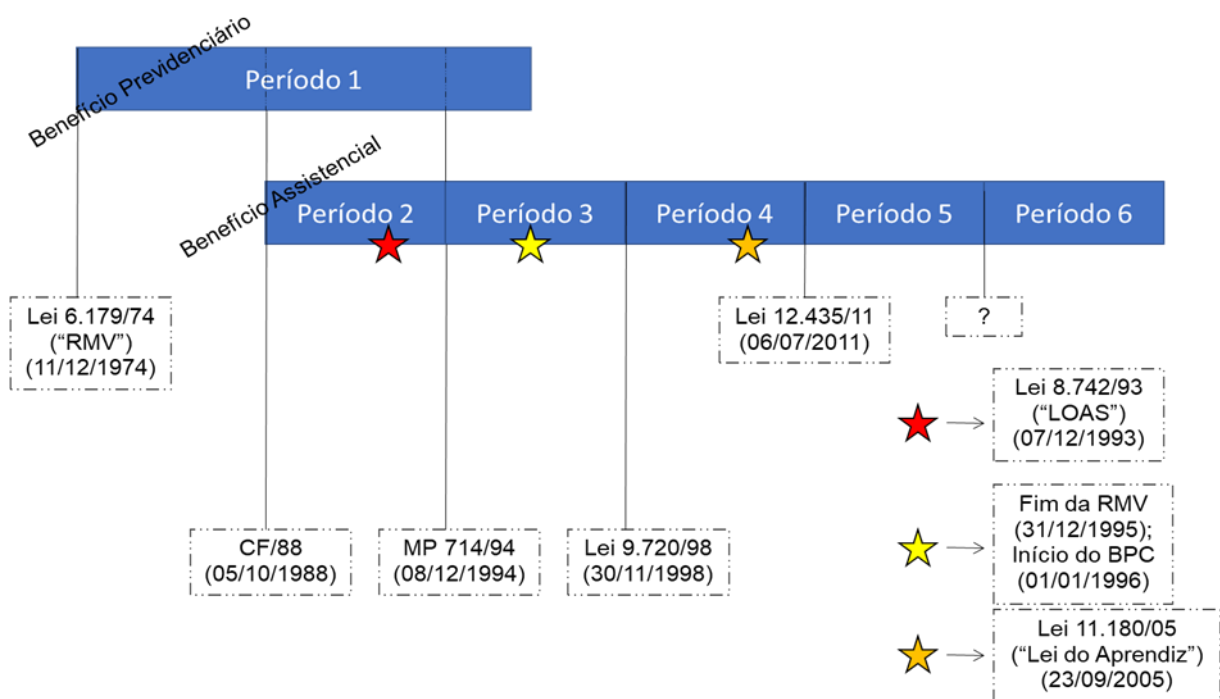 Benefício Previdenciário
Período 1
Benefício Assistencial
Período 2
Período 3
Período 4
Período 5
Período 6
Lei 6.179/74
(“RMV”)
(11/12/1974)
Lei 12.435/11
(06/07/2011)
?
Lei 8.742/93
(“LOAS”)
(07/12/1993)
CF/88
(05/10/1988)
MP 714/94
(08/12/1994)
Lei 9.720/98
(30/11/1998)
Fim da RMV
(31/12/1995);
Início do BPC
(01/01/1996)
Lei 11.180/05
(“Lei do Aprendiz”)
(23/09/2005)